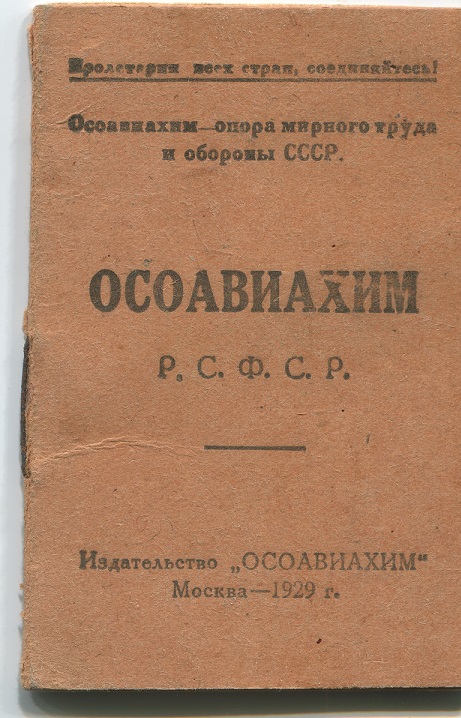 Пролетарии всех стран, соединяйтесь!
Осоавиахим—опора мирного труда
и обороны СССР.
ОСОАВИАХИМ
Р. С. Ф. С. Р.
Издательство „ОСОАВИАХИМ“
Москва—1929 г.